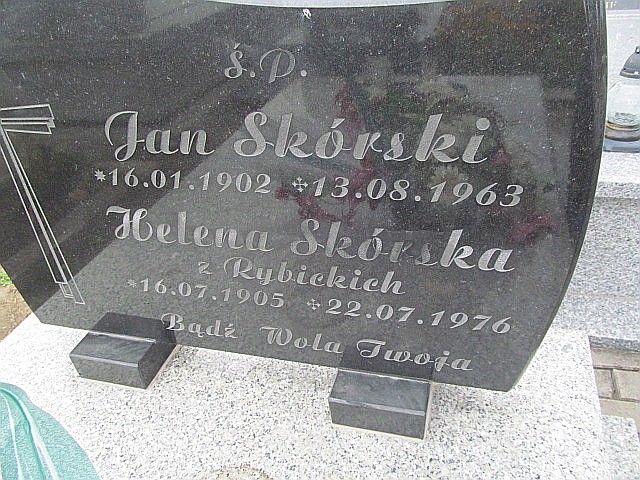 Ś.P.
Jan Skórski
*16.01.1902 ✢13.08.1963
Helena Skórska
z Rybickich
*16.07.1905 ✢22.07.1976
Bądź Wola Twoja